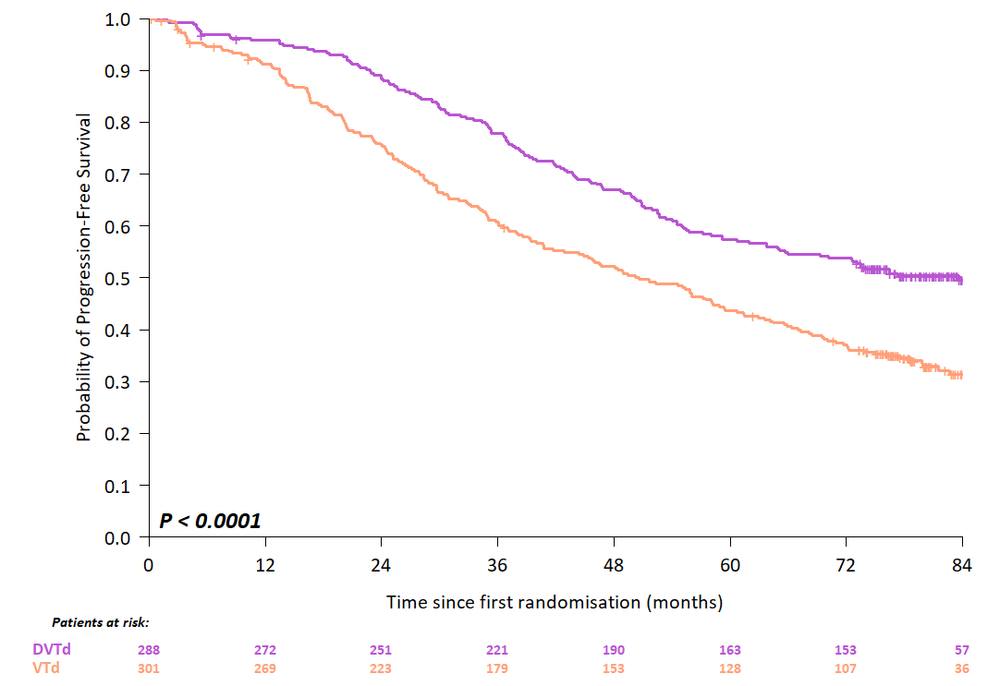 1.0
0.9
0.8
0.7
0.6
0.5
0.4
0.3
0.2
0.1
0.0
Probability of Progression-Free Survival
P < 0.0001
0 12 24 36 48 60 72 84
Time since first randomisation (months)
Patients at risk:
DVTd 288 272 251 221 190 163 153 57
VTd 301 269 223 179 153 128 107 36